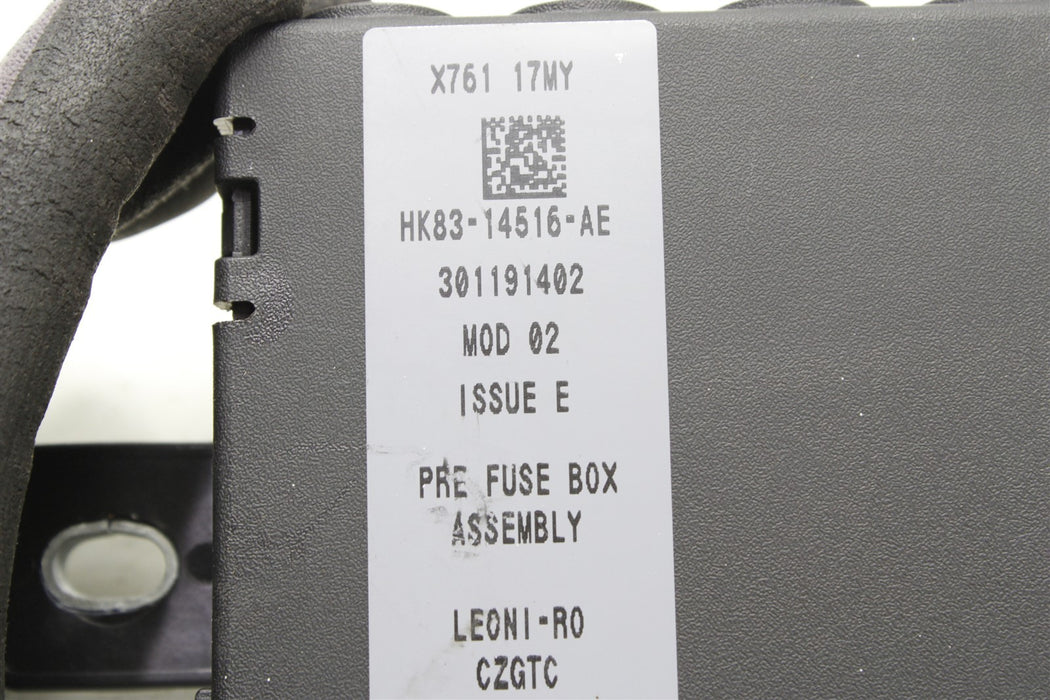 X761 17MY
HK83-14516-AE
301191402
MOD 02
ISSUE E
PRE FUSE BOX
ASSEMBLY
LEONI-RO
CZGTC